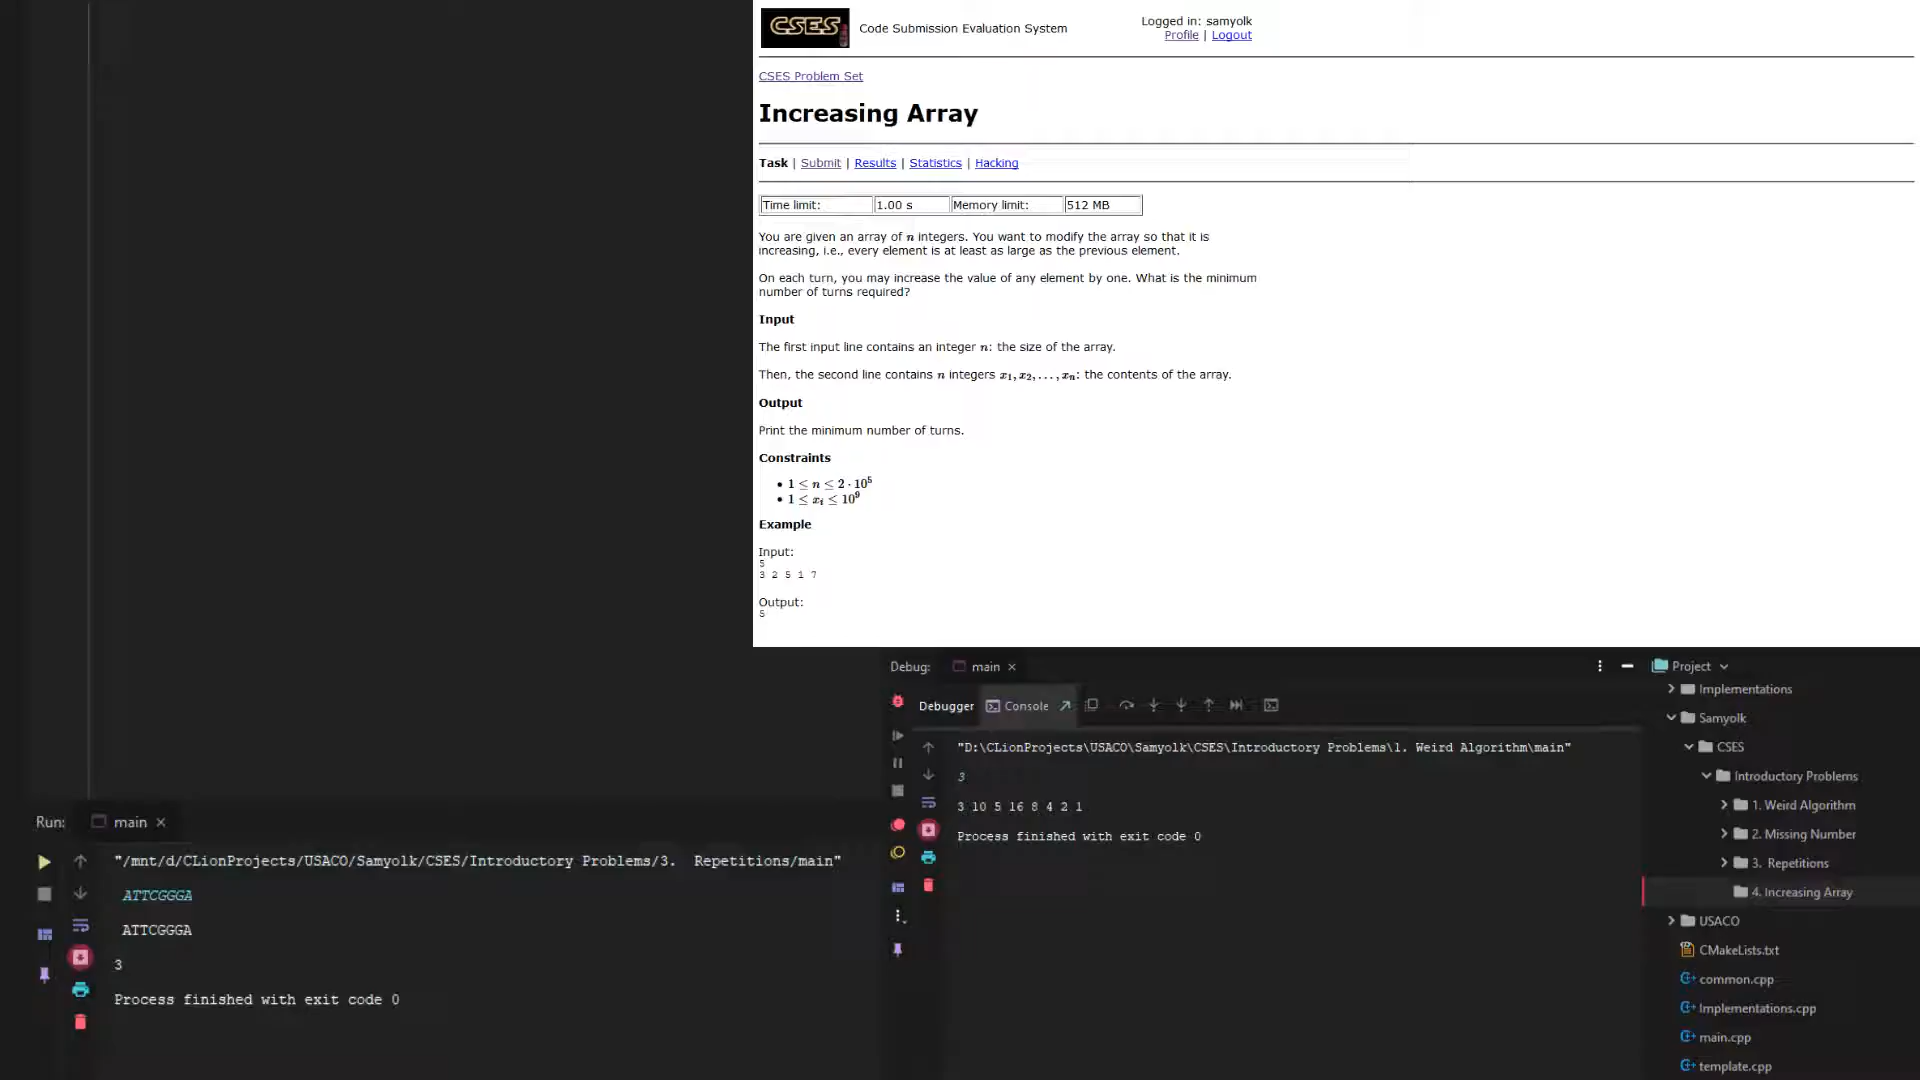 CSES
Code Submission Evaluation System
Logged in: samyolk
Profile | Logout
CSES Problem Set
Increasing Array
Task | Submit | Results | Statistics | Hacking
Time limit: 1.00 s Memory limit: 512 MB
You are given an array of n integers. You want to modify the array so that it is
increasing, i.e., every element is at least as large as the previous element.
On each turn, you may increase the value of any element by one. What is the minimum
number of turns required?
Input
The first input line contains an integer n: the size of the array.
Then, the second line contains n integers x₁, x₂, …, xₙ: the contents of the array.
Output
Print the minimum number of turns.
Constraints
• 1 ≤ n ≤ 2 · 10⁵
• 1 ≤ xᵢ ≤ 10⁹
Example
Input:
5
3 2 5 1 7
Output:
5
Run: main
"/mnt/d/CLionProjects/USACO/Samyolk/CSES/Introductory Problems/3.  Repetitions/main"
ATTCGGGA
ATTCGGGA
3
Process finished with exit code 0
Debug: main
Debugger Console
"D:\CLionProjects\USACO\Samyolk\CSES\Introductory Problems\1. Weird Algorithm\main"
3
3 10 5 16 8 4 2 1
Process finished with exit code 0
Project
Implementations
Samyolk
CSES
Introductory Problems
1. Weird Algorithm
2. Missing Number
3.  Repetitions
4. Increasing Array
USACO
CMakeLists.txt
common.cpp
Implementations.cpp
main.cpp
template.cpp